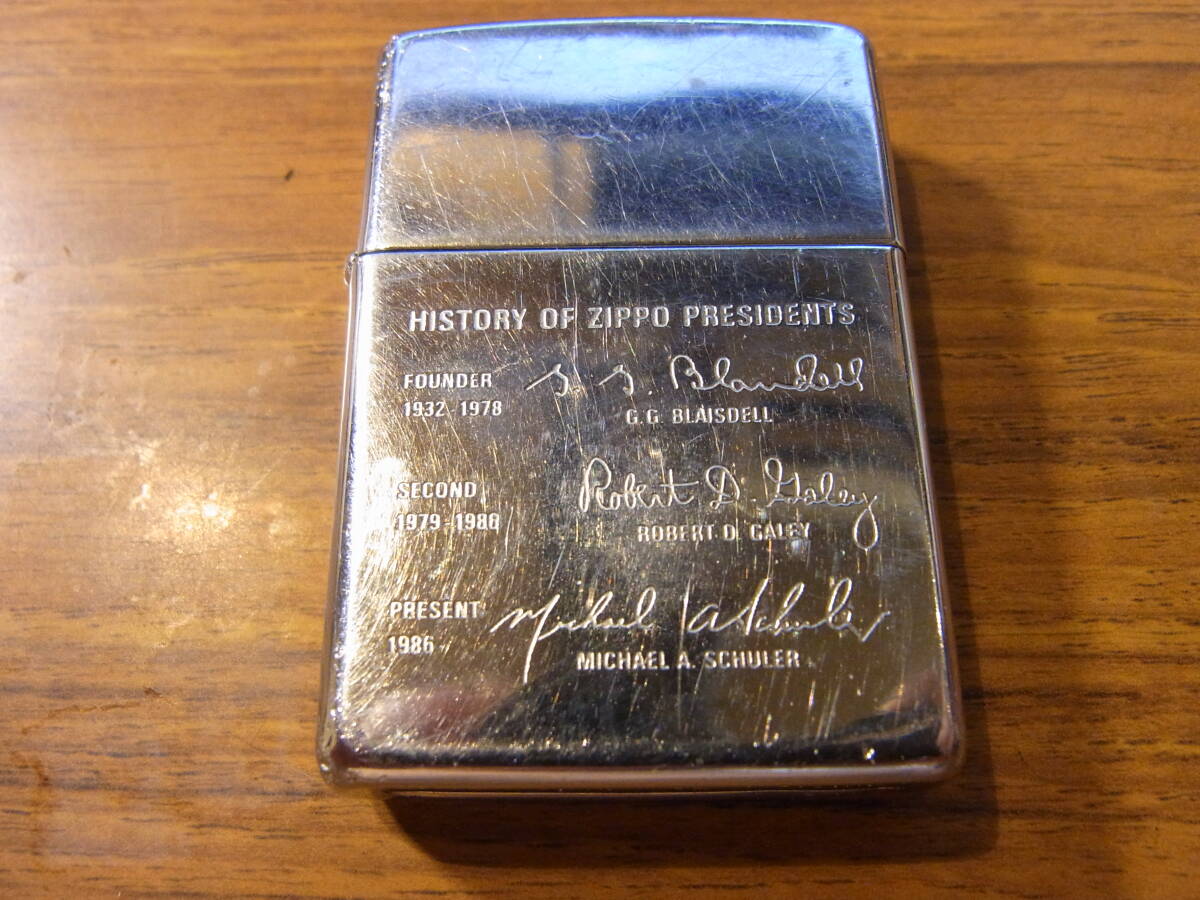 HISTORY OF ZIPPO PRESIDENTS
FOUNDER G. G. Blaisdell
1932-1978 G.G. BLAISDELL
SECOND Robert D. Galey
1979-1986 ROBERT D. GALEY
PRESENT Michael A Schuler
1986- MICHAEL A. SCHULER